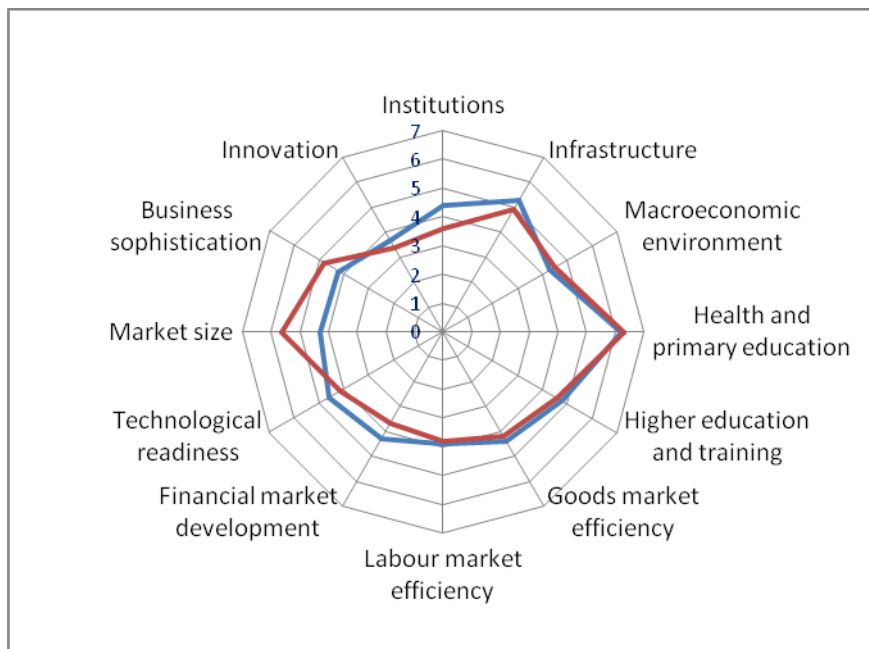 Institutions
7
6
5
4
3
2
1
0
Infrastructure
Macroeconomic
environment
Health and
primary education
Higher education
and training
Goods market
efficiency
Labour market
efficiency
Financial market
development
Technological
readiness
Market size
Business
sophistication
Innovation